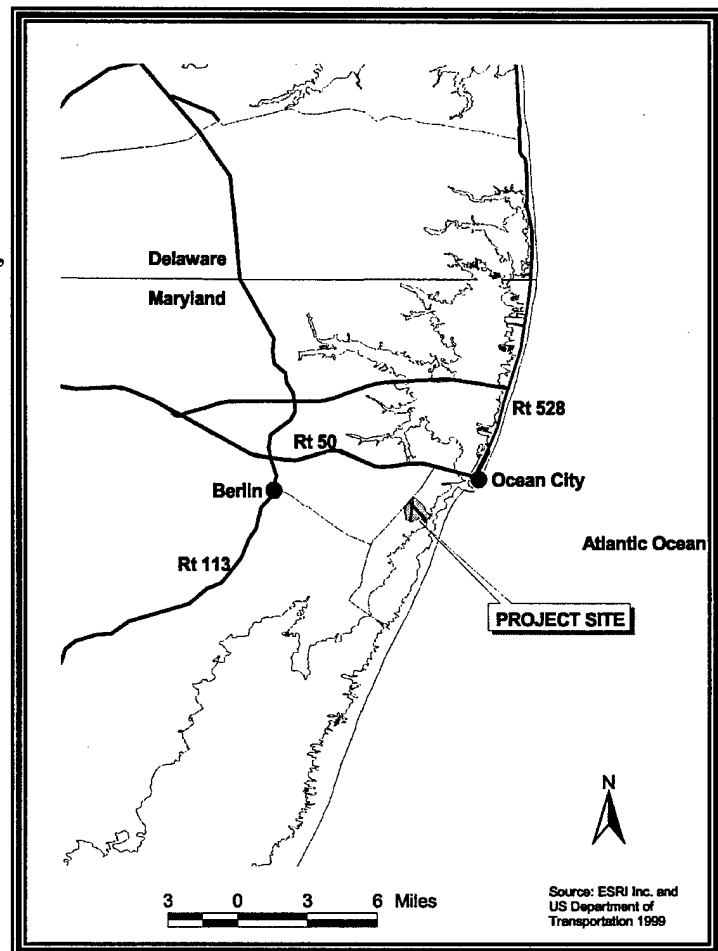 Delaware
Maryland
Rt 528
Rt 50
Ocean City
Berlin
Atlantic Ocean
Rt 113
PROJECT SITE
N
3 0 3 6 Miles
Source: ESRI Inc. and
US Department of
Transportation 1999